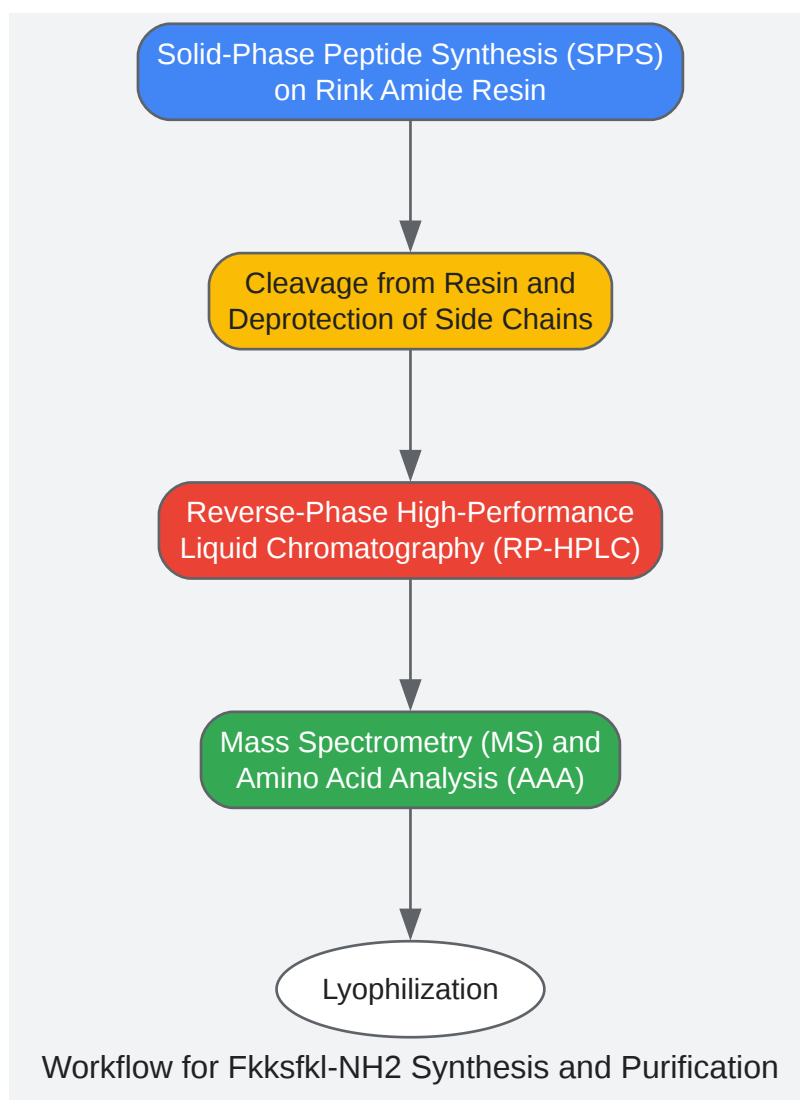 Solid-Phase Peptide Synthesis (SPPS)
on Rink Amide Resin
Cleavage from Resin and
Deprotection of Side Chains
Reverse-Phase High-Performance
Liquid Chromatography (RP-HPLC)
Mass Spectrometry (MS) and
Amino Acid Analysis (AAA)
Lyophilization
Workflow for Fkksfkl-NH2 Synthesis and Purification